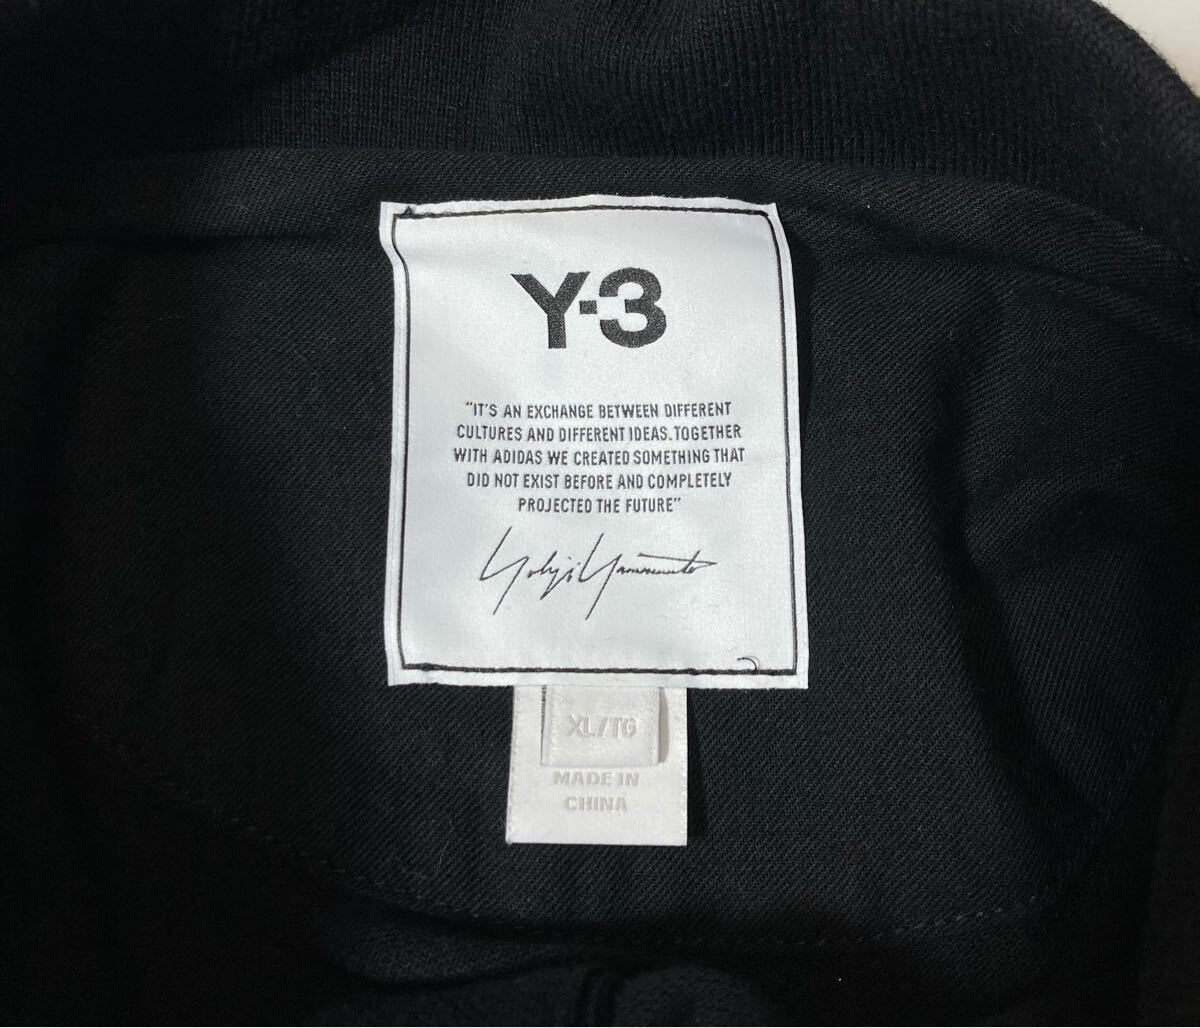 Y-3
"IT'S AN EXCHANGE BETWEEN DIFFERENT
CULTURES AND DIFFERENT IDEAS. TOGETHER
WITH ADIDAS WE CREATED SOMETHING THAT
DID NOT EXIST BEFORE AND COMPLETELY
PROJECTED THE FUTURE"
Yohji Yamamoto
XL/TG
MADE IN
CHINA